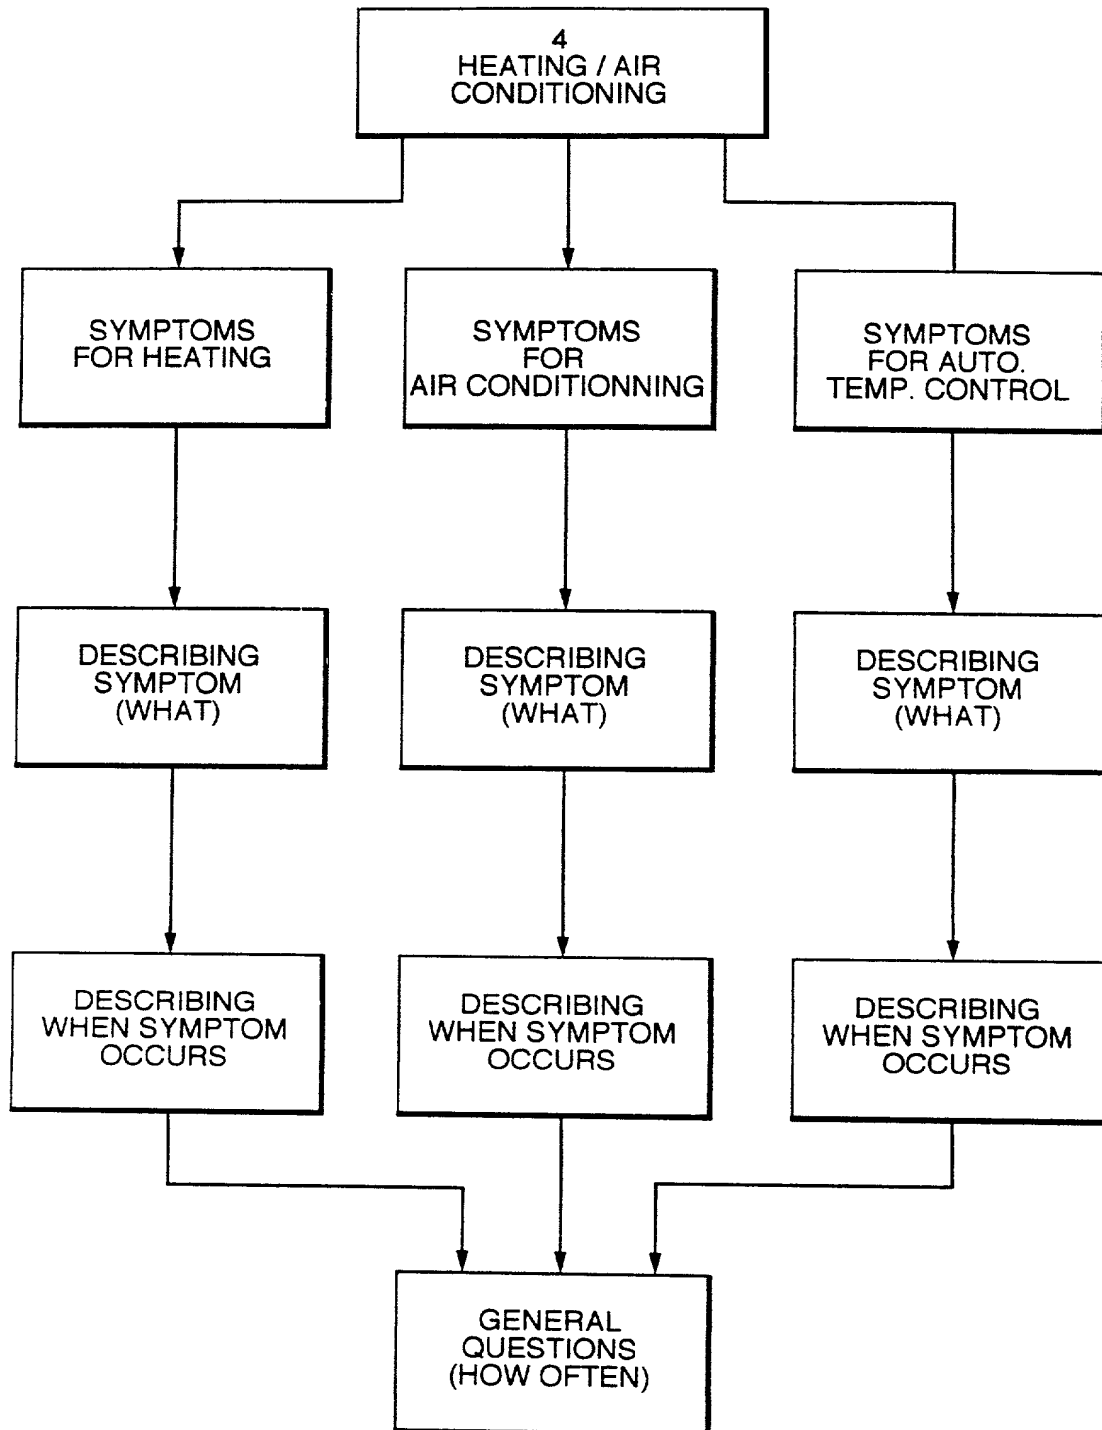 4
HEATING / AIR
CONDITIONING
SYMPTOMS
FOR HEATING
SYMPTOMS
FOR
AIR CONDITIONNING
SYMPTOMS
FOR AUTO.
TEMP. CONTROL
DESCRIBING
SYMPTOM
(WHAT)
DESCRIBING
SYMPTOM
(WHAT)
DESCRIBING
SYMPTOM
(WHAT)
DESCRIBING
WHEN SYMPTOM
OCCURS
DESCRIBING
WHEN SYMPTOM
OCCURS
DESCRIBING
WHEN SYMPTOM
OCCURS
GENERAL
QUESTIONS
(HOW OFTEN)